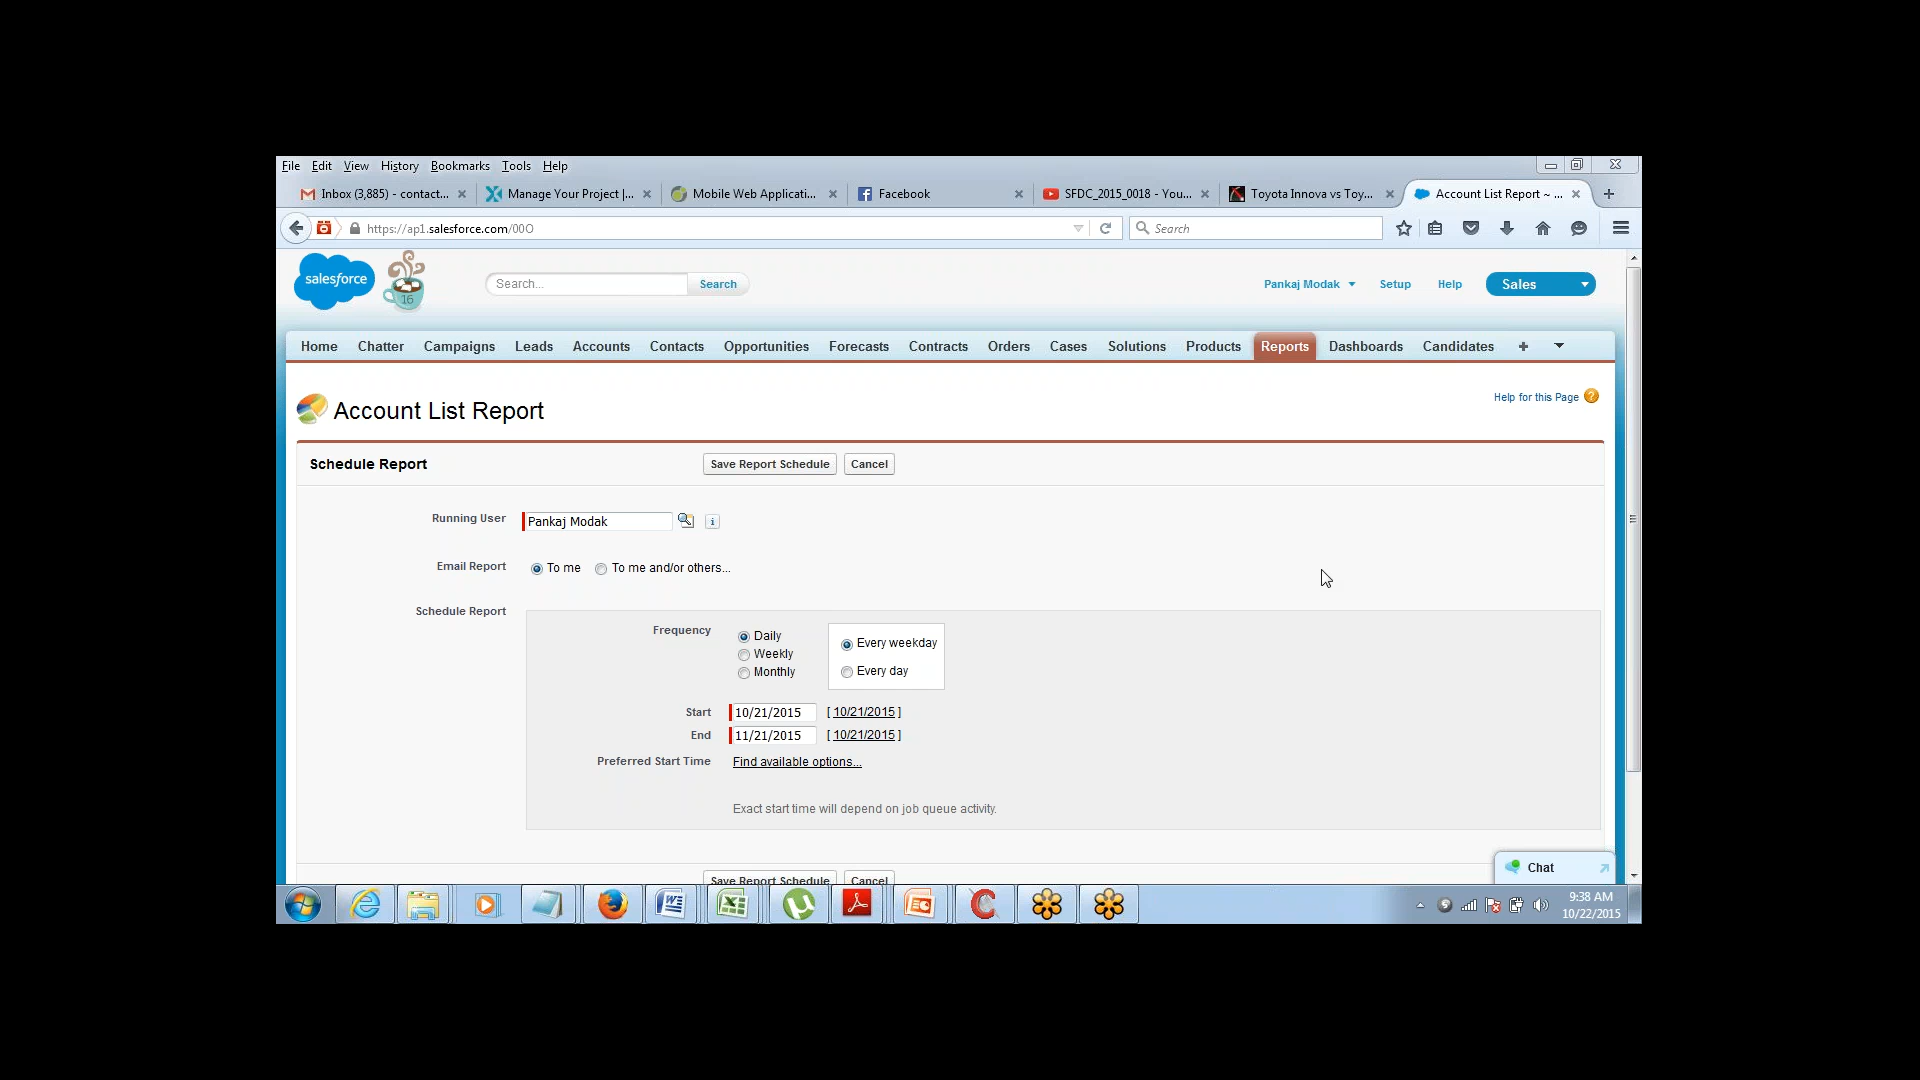 File Edit View History Bookmarks Tools Help
Inbox (3,885) - contact... Manage Your Project |... Mobile Web Applicati... Facebook SFDC_2015_0018 - You... Toyota Innova vs Toy... Account List Report ~ ...
https://ap1.salesforce.com/00O Search
salesforce 16 Search... Search Pankaj Modak Setup Help Sales
Home Chatter Campaigns Leads Accounts Contacts Opportunities Forecasts Contracts Orders Cases Solutions Products Reports Dashboards Candidates +
Account List Report Help for this Page ?
Schedule Report Save Report Schedule Cancel
Running User Pankaj Modak i
Email Report To me To me and/or others...
Schedule Report
Frequency Daily Every weekday
Weekly
Monthly Every day
Start 10/21/2015 [ 10/21/2015 ]
End 11/21/2015 [ 10/21/2015 ]
Preferred Start Time Find available options...
Exact start time will depend on job queue activity.
Chat
Save Report Schedule Cancel
9:38 AM
10/22/2015